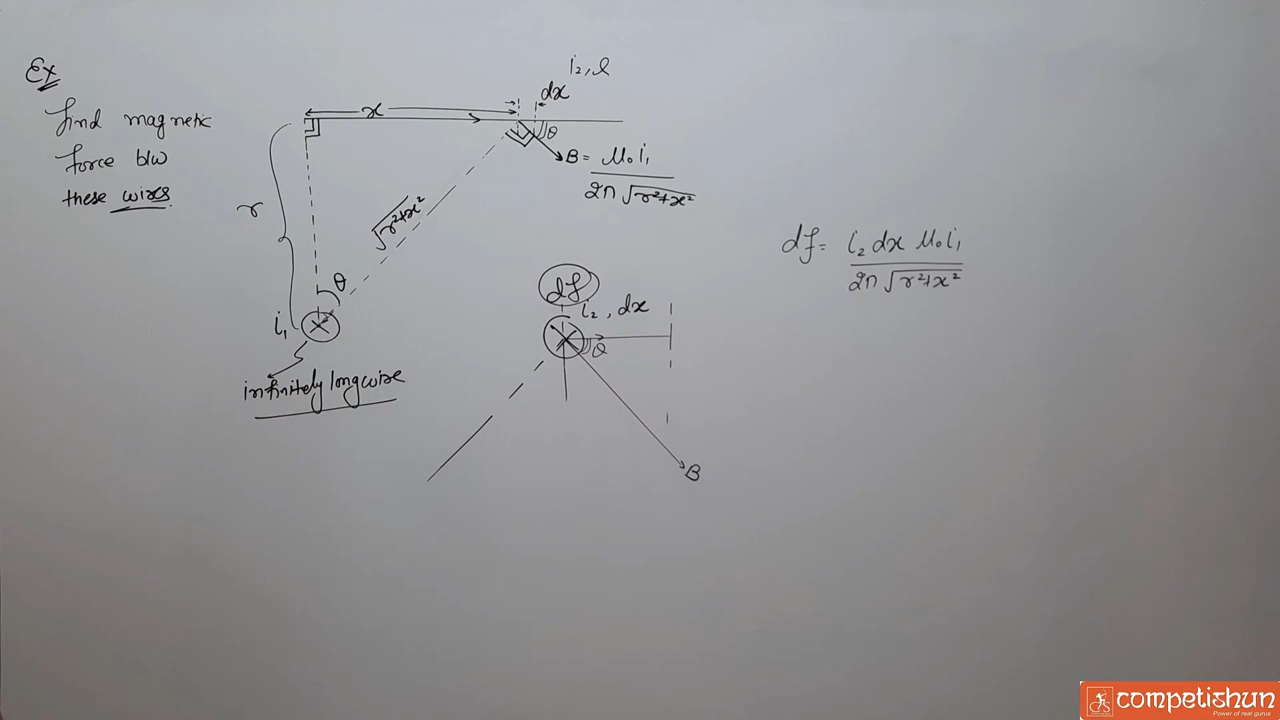 Ex
find magnetic
force b/w
these wires.
i₂, l
dx
x
θ
B = μ₀ i₁
2π √r²+x²
r
√r²+x²
θ
i₁
infinitely long wire
df
i₂, dx
θ
B
df = i₂ dx μ₀ i₁
2π √r²+x²
competishun
Power of real gurus